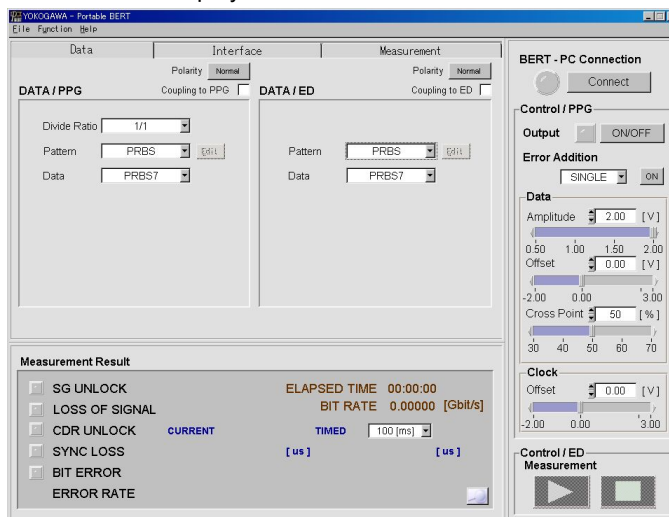 YOKOGAWA - Portable BERT
File Function Help
Data Interface Measurement
Polarity Normal
DATA / PPG Coupling to PPG
Divide Ratio 1/1
Pattern PRBS Edit
Data PRBS7
Polarity Normal
DATA / ED Coupling to ED
Pattern PRBS Edit
Data PRBS7
Measurement Result
SG UNLOCK
LOSS OF SIGNAL
CDR UNLOCK
SYNC LOSS
BIT ERROR
ERROR RATE
ELAPSED TIME 00:00:00
BIT RATE 0.00000 [Gbit/s]
CURRENT TIMED 100 [ms]
[ us ] [ us ]
BERT - PC Connection
Connect
Control / PPG
Output ON/OFF
Error Addition
SINGLE ON
Data
Amplitude 2.00 [ V ]
0.50 1.00 1.50 2.00
Offset 0.00 [ V ]
-2.00 0.00 3.00
Cross Point 50 [ % ]
30 40 50 60 70
Clock
Offset 0.00 [ V ]
-2.00 0.00 3.00
Control / ED
Measurement